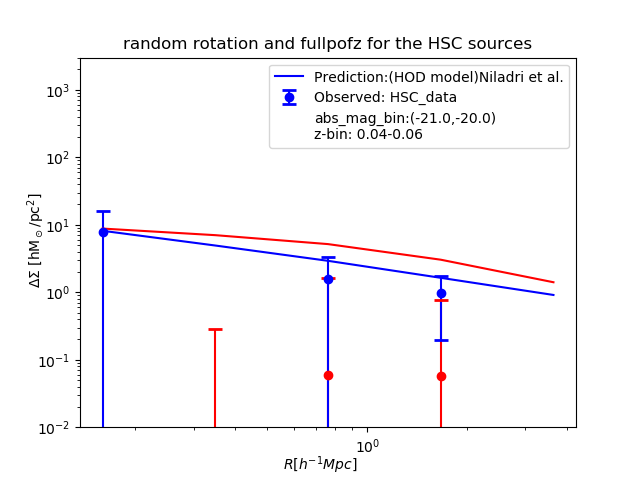 random rotation and fullpofz for the HSC sources
Prediction:(HOD model)Niladri et al.
Observed: HSC_data
abs_mag_bin:(-21.0,-20.0)
z-bin: 0.04-0.06
10³
10²
10¹
10⁰
10⁻¹
10⁻²
ΔΣ [hM⊙/pc²]
10⁰
R[h⁻¹Mpc]